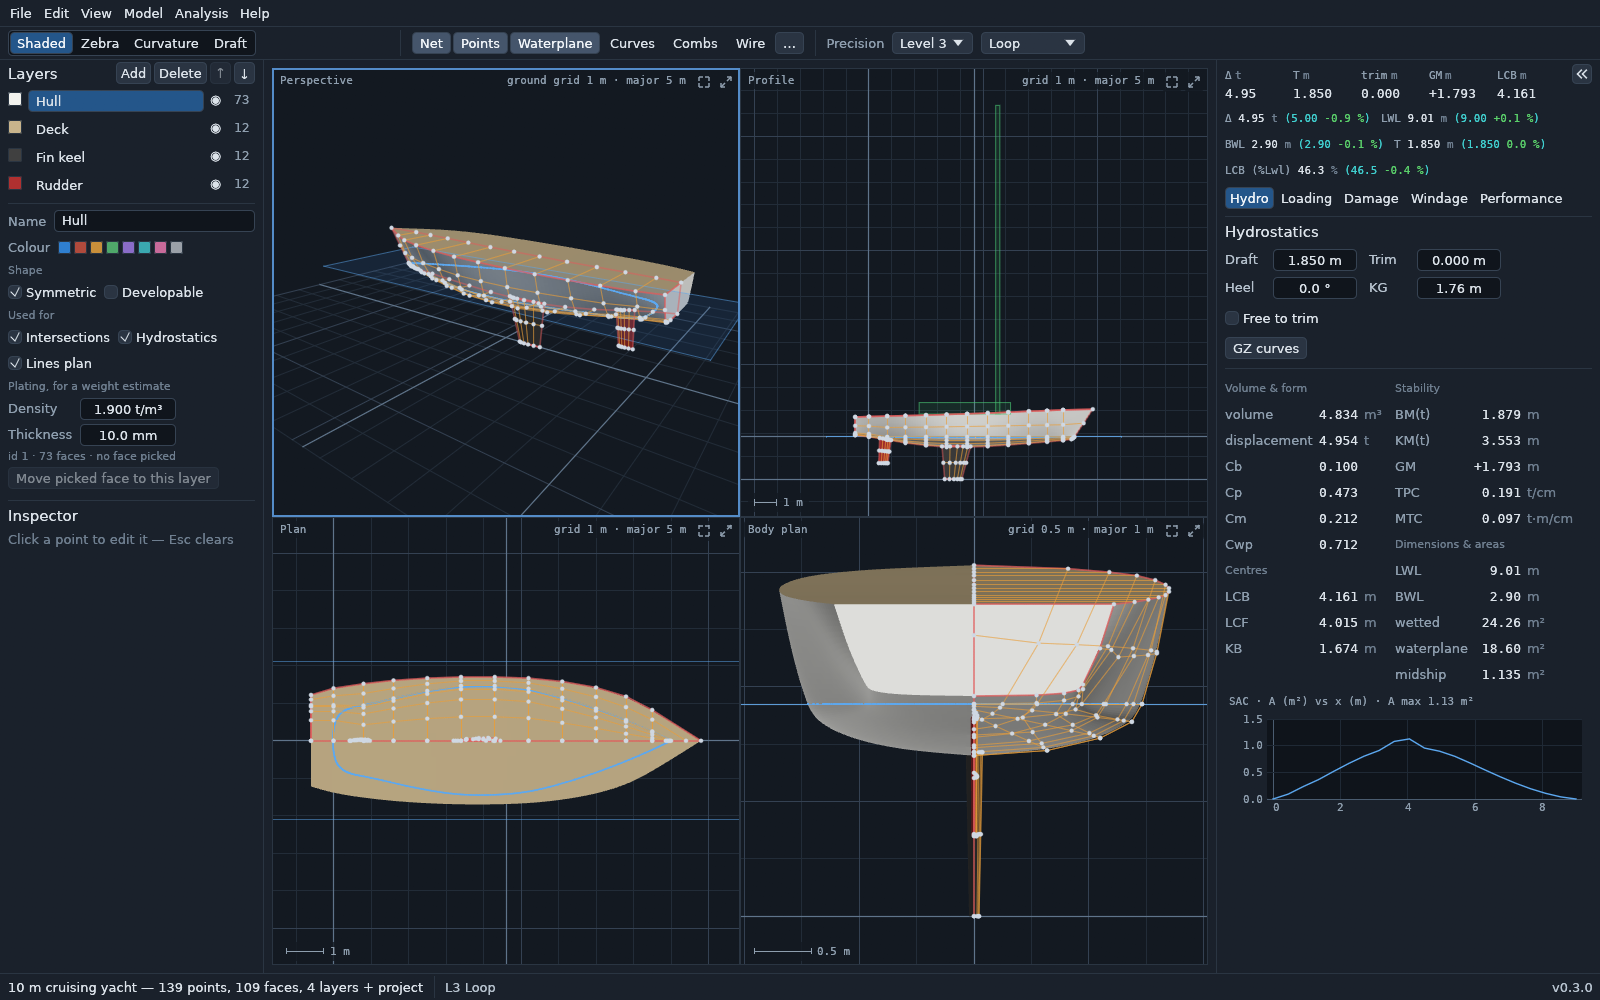 File Edit View Model Analysis Help
Shaded Zebra Curvature Draft Net Points Waterplane Curves Combs Wire ... Precision Level 3 Loop
Layers Add Delete ↑ ↓
Hull 73
Deck 12
Fin keel 12
Rudder 12
Name Hull
Colour
Shape
Symmetric Developable
Used for
Intersections Hydrostatics
Lines plan
Plating, for a weight estimate
Density 1.900 t/m³
Thickness 10.0 mm
id 1 · 73 faces · no face picked
Move picked face to this layer
Inspector
Click a point to edit it — Esc clears
Perspective ground grid 1 m · major 5 m
Profile grid 1 m · major 5 m
1 m
Plan grid 1 m · major 5 m
1 m
Body plan grid 0.5 m · major 1 m
0.5 m
Δ t T m trim m GM m LCB m
4.95 1.850 0.000 +1.793 4.161
Δ 4.95 t (5.00 -0.9 %) LWL 9.01 m (9.00 +0.1 %)
BWL 2.90 m (2.90 -0.1 %) T 1.850 m (1.850 0.0 %)
LCB (%Lwl) 46.3 % (46.5 -0.4 %)
Hydro Loading Damage Windage Performance
Hydrostatics
Draft 1.850 m Trim 0.000 m
Heel 0.0 ° KG 1.76 m
Free to trim
GZ curves
Volume & form Stability
volume 4.834 m³ BM(t) 1.879 m
displacement 4.954 t KM(t) 3.553 m
Cb 0.100 GM +1.793 m
Cp 0.473 TPC 0.191 t/cm
Cm 0.212 MTC 0.097 t·m/cm
Cwp 0.712 Dimensions & areas
Centres LWL 9.01 m
LCB 4.161 m BWL 2.90 m
LCF 4.015 m wetted 24.26 m²
KB 1.674 m waterplane 18.60 m²
midship 1.135 m²
SAC · A (m²) vs x (m) · A max 1.13 m²
1.5
1.0
0.5
0.0
0 2 4 6 8
10 m cruising yacht — 139 points, 109 faces, 4 layers + project L3 Loop v0.3.0